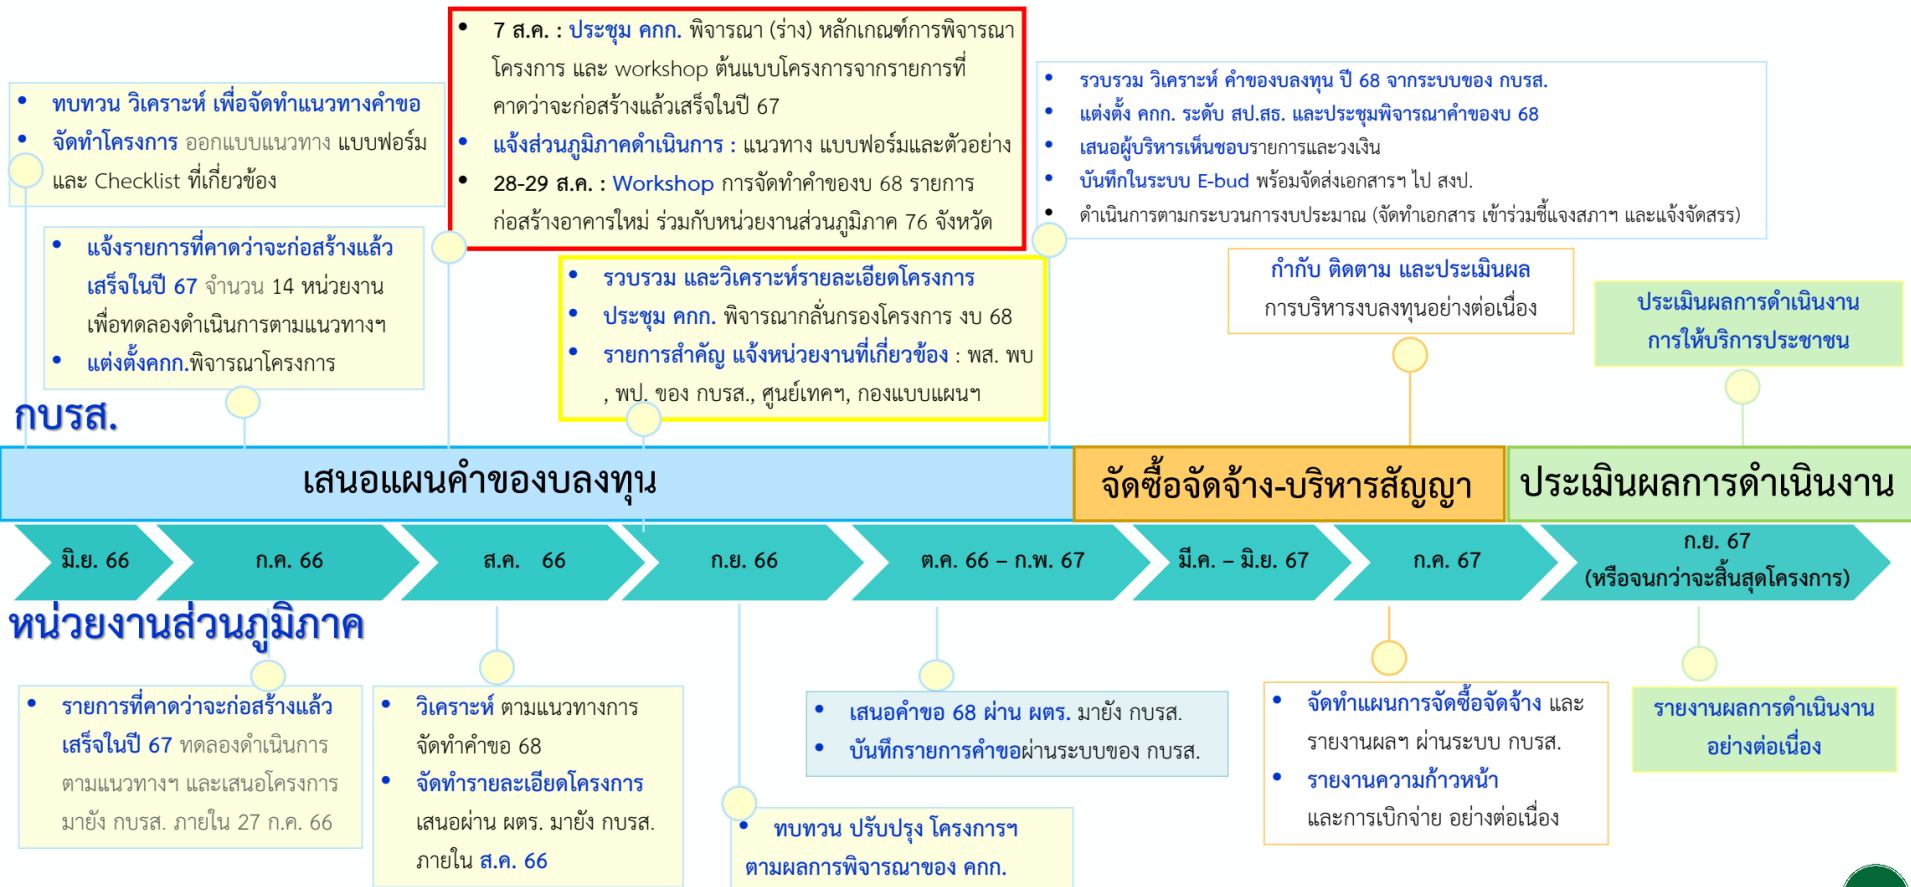 • ทบทวน วิเคราะห์ เพื่อจัดทำแนวทางคำขอ
• จัดทำโครงการ ออกแบบแนวทาง แบบฟอร์ม
และ Checklist ที่เกี่ยวข้อง
• แจ้งรายการที่คาดว่าจะก่อสร้างแล้ว
เสร็จในปี 67 จำนวน 14 หน่วยงาน
เพื่อทดลองดำเนินการตามแนวทางฯ
• แต่งตั้งคกก.พิจารณาโครงการ
• 7 ส.ค. : ประชุม คกก. พิจารณา (ร่าง) หลักเกณฑ์การพิจารณา
โครงการ และ workshop ต้นแบบโครงการจากรายการที่
คาดว่าจะก่อสร้างแล้วเสร็จในปี 67
• แจ้งส่วนภูมิภาคดำเนินการ : แนวทาง แบบฟอร์มและตัวอย่าง
• 28-29 ส.ค. : Workshop การจัดทำคำของบ 68 รายการ
ก่อสร้างอาคารใหม่ ร่วมกับหน่วยงานส่วนภูมิภาค 76 จังหวัด
• รวบรวม และวิเคราะห์รายละเอียดโครงการ
• ประชุม คกก. พิจารณากลั่นกรองโครงการ งบ 68
• รายการสำคัญ แจ้งหน่วยงานที่เกี่ยวข้อง : พส. พบ
, พป. ของ กบรส., ศูนย์เทคฯ, กองแบบแผนฯ
• รวบรวม วิเคราะห์ คำของบลงทุน ปี 68 จากระบบของ กบรส.
• แต่งตั้ง คกก. ระดับ สป.สธ. และประชุมพิจารณาคำของบ 68
• เสนอผู้บริหารเห็นชอบรายการและวงเงิน
• บันทึกในระบบ E-bud พร้อมจัดส่งเอกสารฯ ไป สงป.
• ดำเนินการตามกระบวนการงบประมาณ (จัดทำเอกสาร เข้าร่วมชี้แจงสภาฯ และแจ้งจัดสรร)
กำกับ ติดตาม และประเมินผล
การบริหารงบลงทุนอย่างต่อเนื่อง
ประเมินผลการดำเนินงาน
การให้บริการประชาชน
กบรส.
เสนอแผนคำของบลงทุน
จัดซื้อจัดจ้าง-บริหารสัญญา
ประเมินผลการดำเนินงาน
มิ.ย. 66
ก.ค. 66
ส.ค. 66
ก.ย. 66
ต.ค. 66 – ก.พ. 67
มี.ค. – มิ.ย. 67
ก.ค. 67
ก.ย. 67
(หรือจนกว่าจะสิ้นสุดโครงการ)
หน่วยงานส่วนภูมิภาค
• รายการที่คาดว่าจะก่อสร้างแล้ว
เสร็จในปี 67 ทดลองดำเนินการ
ตามแนวทางฯ และเสนอโครงการ
มายัง กบรส. ภายใน 27 ก.ค. 66
• วิเคราะห์ ตามแนวทางการ
จัดทำคำขอ 68
• จัดทำรายละเอียดโครงการ
เสนอผ่าน ผตร. มายัง กบรส.
ภายใน ส.ค. 66
• ทบทวน ปรับปรุง โครงการฯ
ตามผลการพิจารณาของ คกก.
• เสนอคำขอ 68 ผ่าน ผตร. มายัง กบรส.
• บันทึกรายการคำขอผ่านระบบของ กบรส.
• จัดทำแผนการจัดซื้อจัดจ้าง และ
รายงานผลฯ ผ่านระบบ กบรส.
• รายงานความก้าวหน้า
และการเบิกจ่าย อย่างต่อเนื่อง
รายงานผลการดำเนินงาน
อย่างต่อเนื่อง